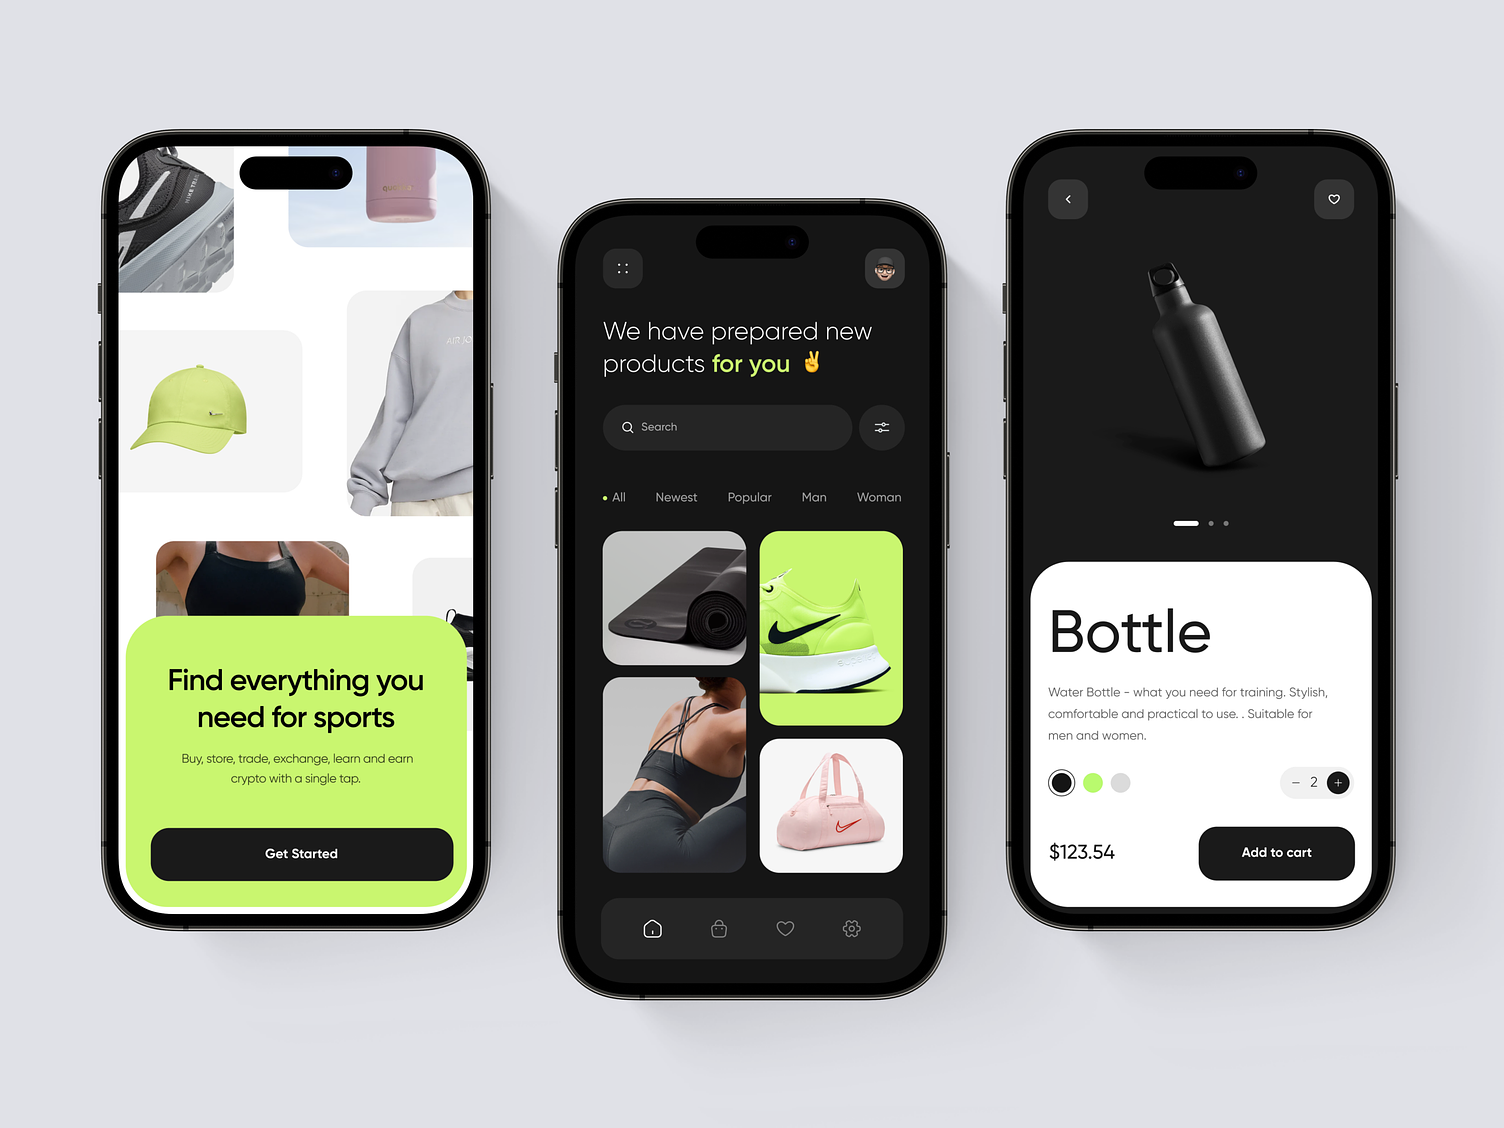 HIKE TRAIL
Find everything you
need for sports
Buy, store, trade, exchange, learn and earn
crypto with a single tap.
Get Started
We have prepared new
products for you ✌️
Search
All Newest Popular Man Woman
Bottle
Water Bottle - what you need for training. Stylish,
comfortable and practical to use. . Suitable for
men and women.
− 2 +
$123.54
Add to cart